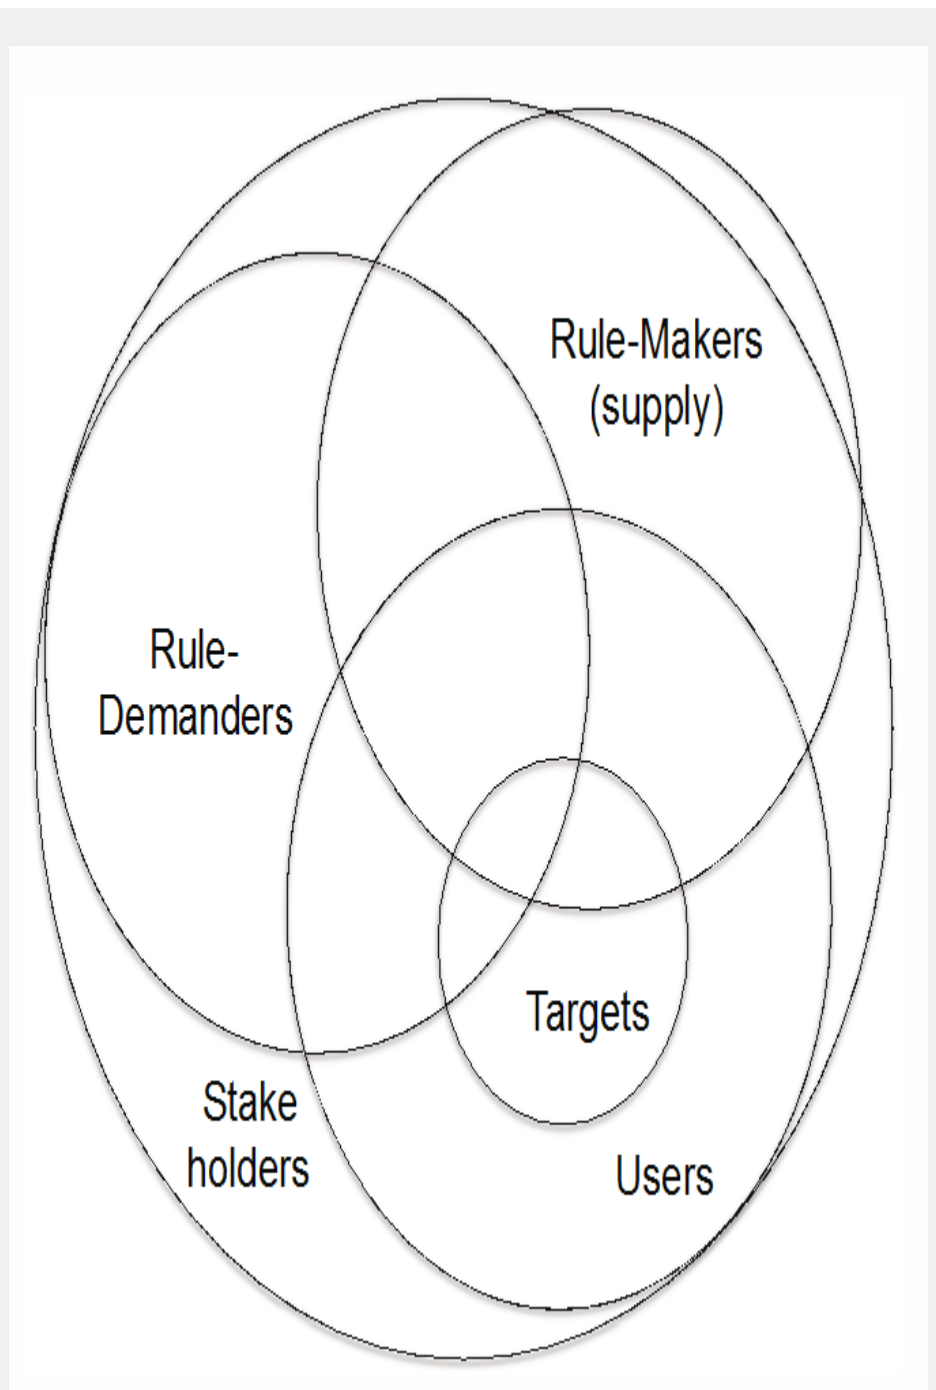 Rule-Makers
(supply)
Rule-
Demanders
Targets
Stake
holders
Users